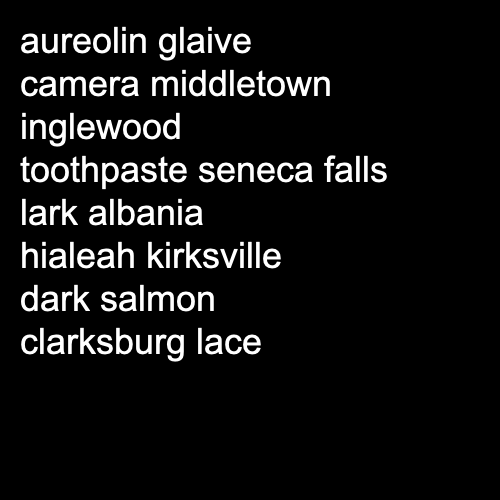 aureolin glaive
camera middletown
inglewood
toothpaste seneca falls
lark albania
hialeah kirksville
dark salmon
clarksburg lace